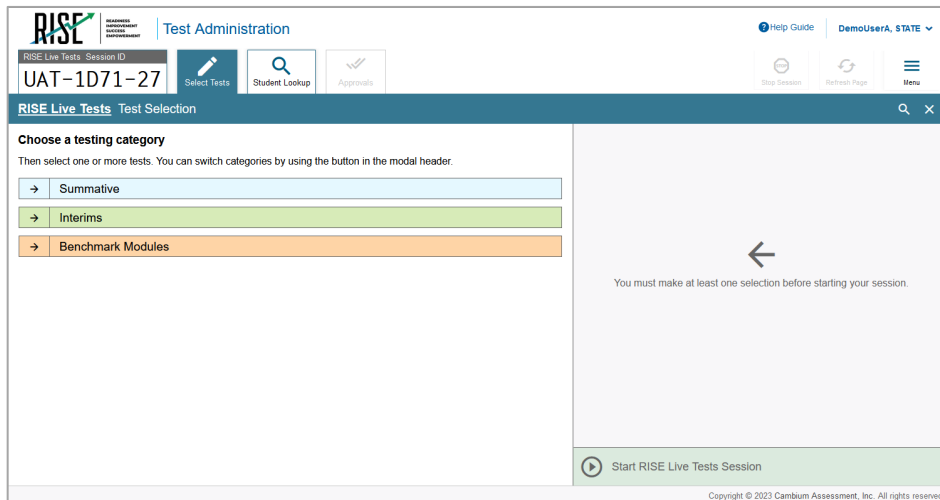 RISE
READINESS
IMPROVEMENT
SUCCESS
EMPOWERMENT
Test Administration
Help Guide
DemoUserA, STATE
RISE Live Tests Session ID
UAT-1D71-27
Select Tests
Student Lookup
Approvals
STOP
Stop Session
Refresh Page
Menu
RISE Live Tests Test Selection
Choose a testing category
Then select one or more tests. You can switch categories by using the button in the modal header.
Summative
Interims
Benchmark Modules
You must make at least one selection before starting your session.
Start RISE Live Tests Session
Copyright © 2023 Cambium Assessment, Inc. All rights reserved